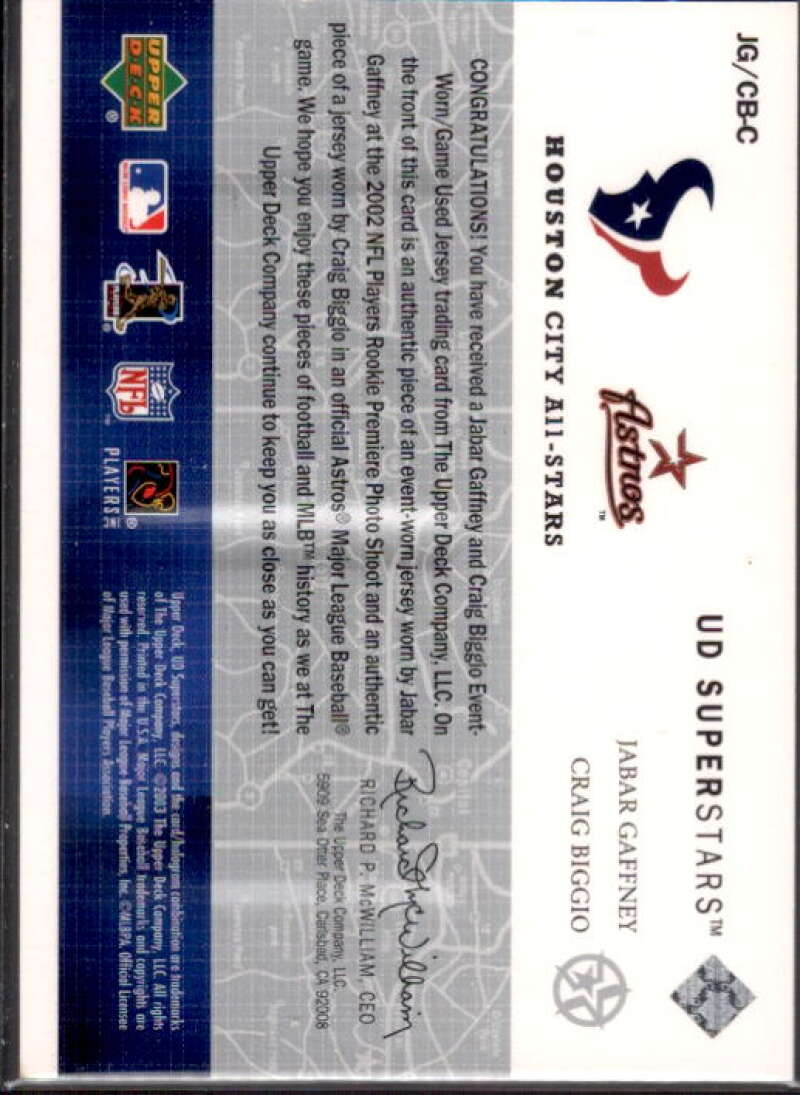 JG/CB-C
UD SUPERSTARS™
Astros™
JABAR GAFFNEY
CRAIG BIGGIO
HOUSTON CITY All-STARS
CONGRATULATIONS! You have received a Jabar Gaffney and Craig Biggio Event-
Worn/Game Used Jersey trading card from The Upper Deck Company, LLC. On
the front of this card is an authentic piece of an event-worn jersey worn by Jabar
Gaffney at the 2002 NFL Players Rookie Premiere Photo Shoot and an authentic
piece of a jersey worn by Craig Biggio in an official Astros® Major League Baseball®
game. We hope you enjoy these pieces of football and MLB™ history as we at The
Upper Deck Company continue to keep you as close as you can get!
Richard P. McWilliam
RICHARD P. McWILLIAM, CEO
The Upper Deck Company, LLC.
5909 Sea Otter Place, Carlsbad, CA 92008
UPPER
DECK®
NFL
PLAYERS INC
Upper Deck, UD Superstars, designs and the card/hologram combination are trademarks
of The Upper Deck Company, LLC. ©2003 The Upper Deck Company, LLC. All rights
reserved. Printed in the U.S.A. Major League Baseball trademarks and copyrights are
used with permission of Major League Baseball Properties, Inc. ©MLBPA. Official Licensee
of Major League Baseball Players Association.